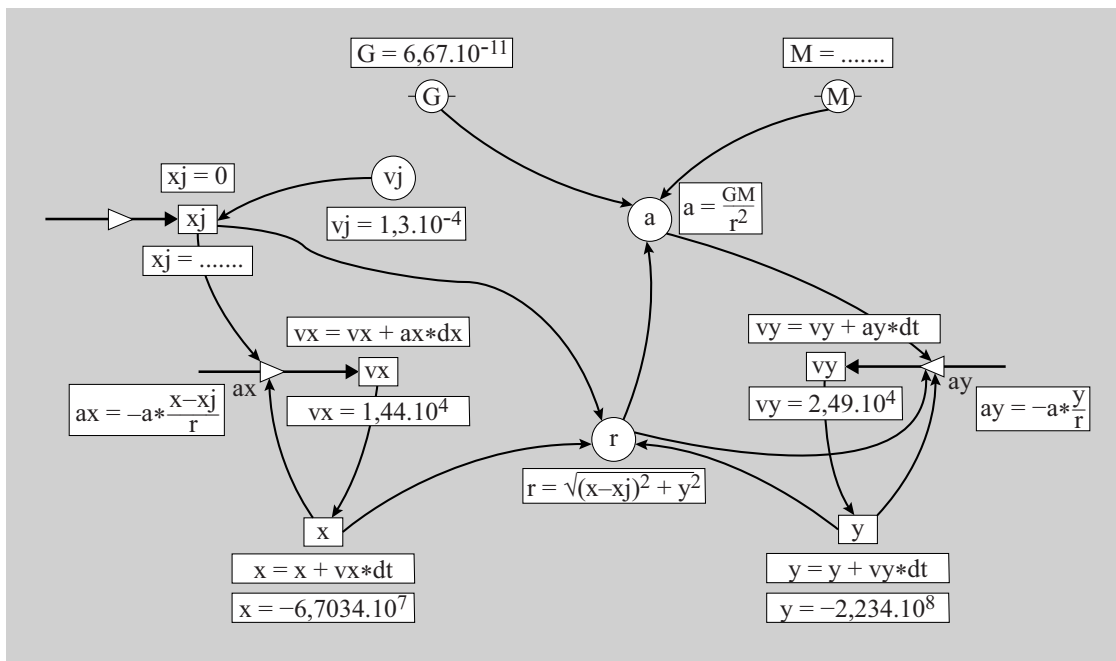 G = 6,67.10⁻¹¹
M = .......
G
M
xj = 0
vj
a
a = GM/r²
xj
vj = 1,3.10⁻⁴
xj = .......
vx = vx + ax*dx
vy = vy + ay*dt
vx
vy
ax
ay
ax = –a* x–xj/r
vx = 1,44.10⁴
vy = 2,49.10⁴
ay = –a* y/r
r
r = √(x–xj)² + y²
x
y
x = x + vx*dt
y = y + vy*dt
x = –6,7034.10⁷
y = –2,234.10⁸